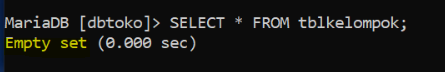 MariaDB [dbtoko]> SELECT * FROM tblkelompok;
Empty set (0.000 sec)